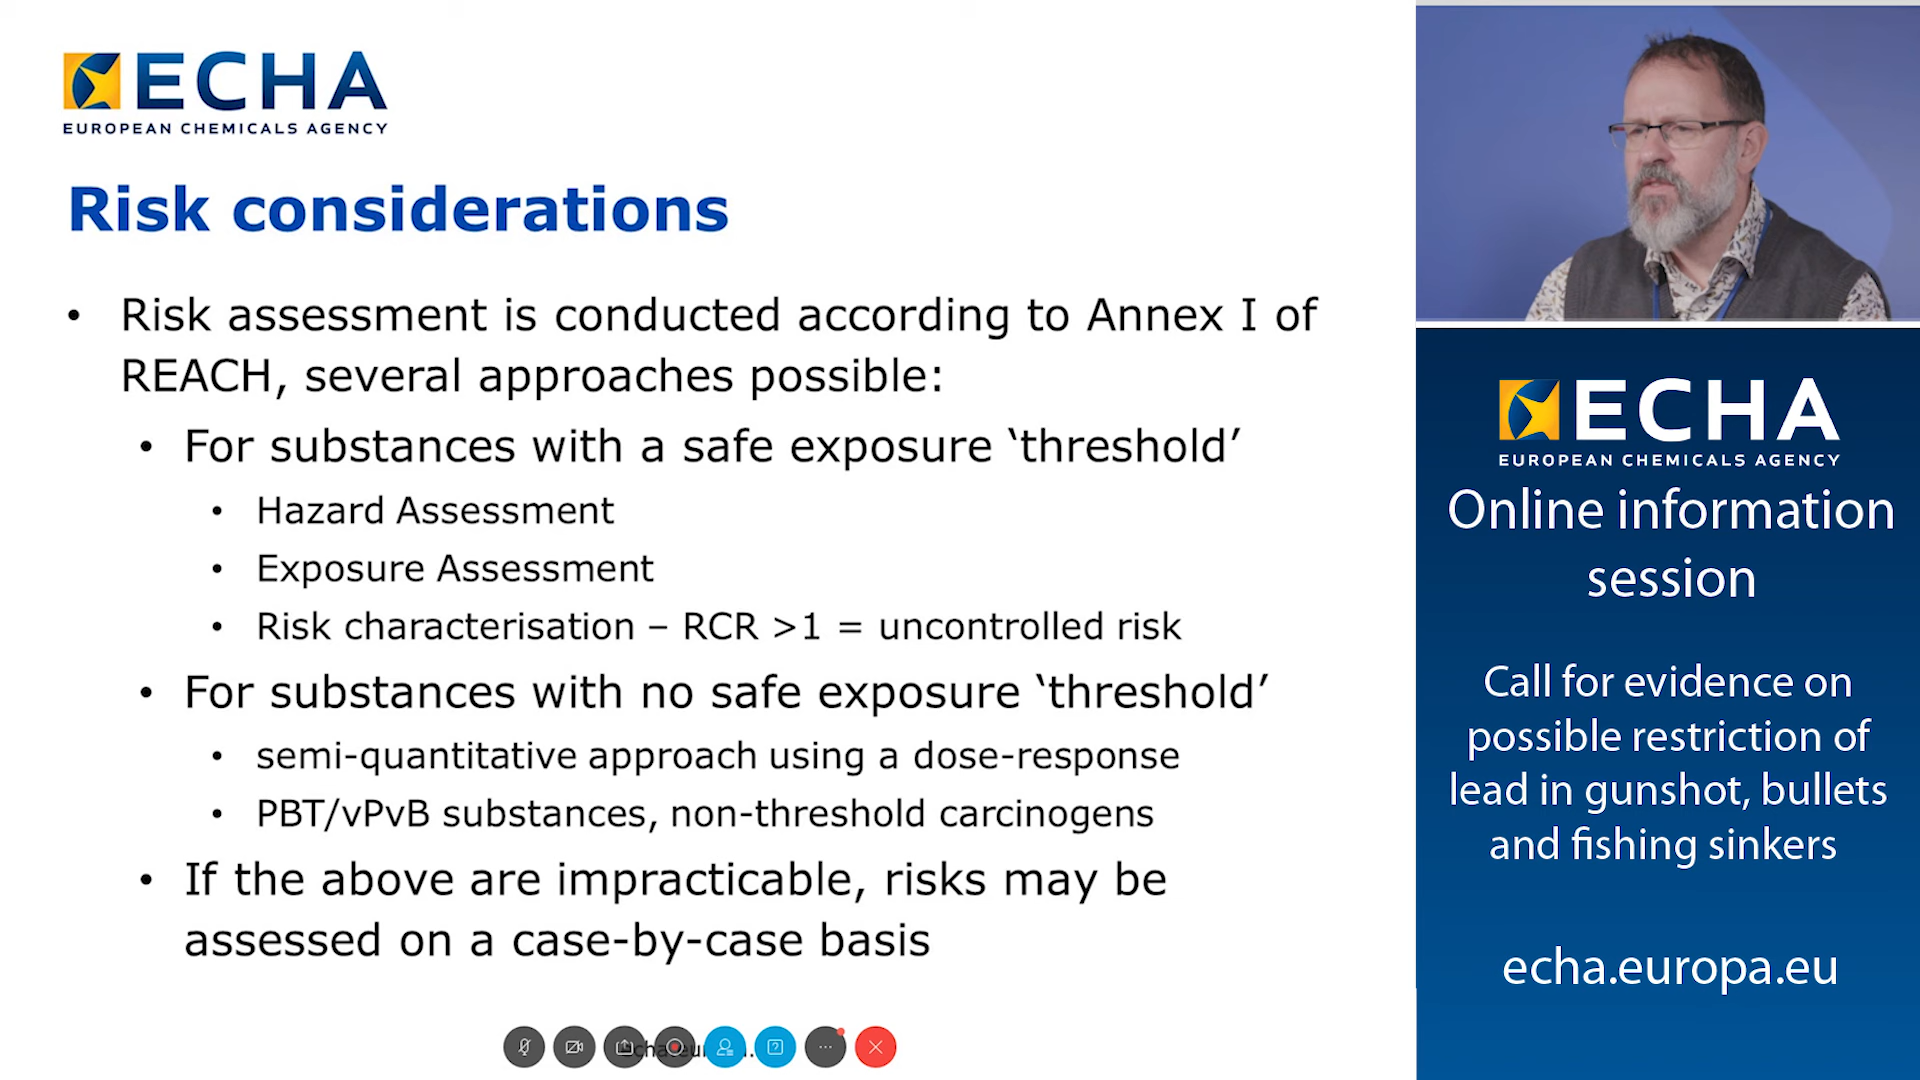 ECHA
EUROPEAN CHEMICALS AGENCY
Risk considerations
• Risk assessment is conducted according to Annex I of
REACH, several approaches possible:
• For substances with a safe exposure ‘threshold’
• Hazard Assessment
• Exposure Assessment
• Risk characterisation – RCR >1 = uncontrolled risk
• For substances with no safe exposure ‘threshold’
• semi-quantitative approach using a dose-response
• PBT/vPvB substances, non-threshold carcinogens
• If the above are impracticable, risks may be
assessed on a case-by-case basis
ECHA
EUROPEAN CHEMICALS AGENCY
Online information
session
Call for evidence on
possible restriction of
lead in gunshot, bullets
and fishing sinkers
echa.europa.eu